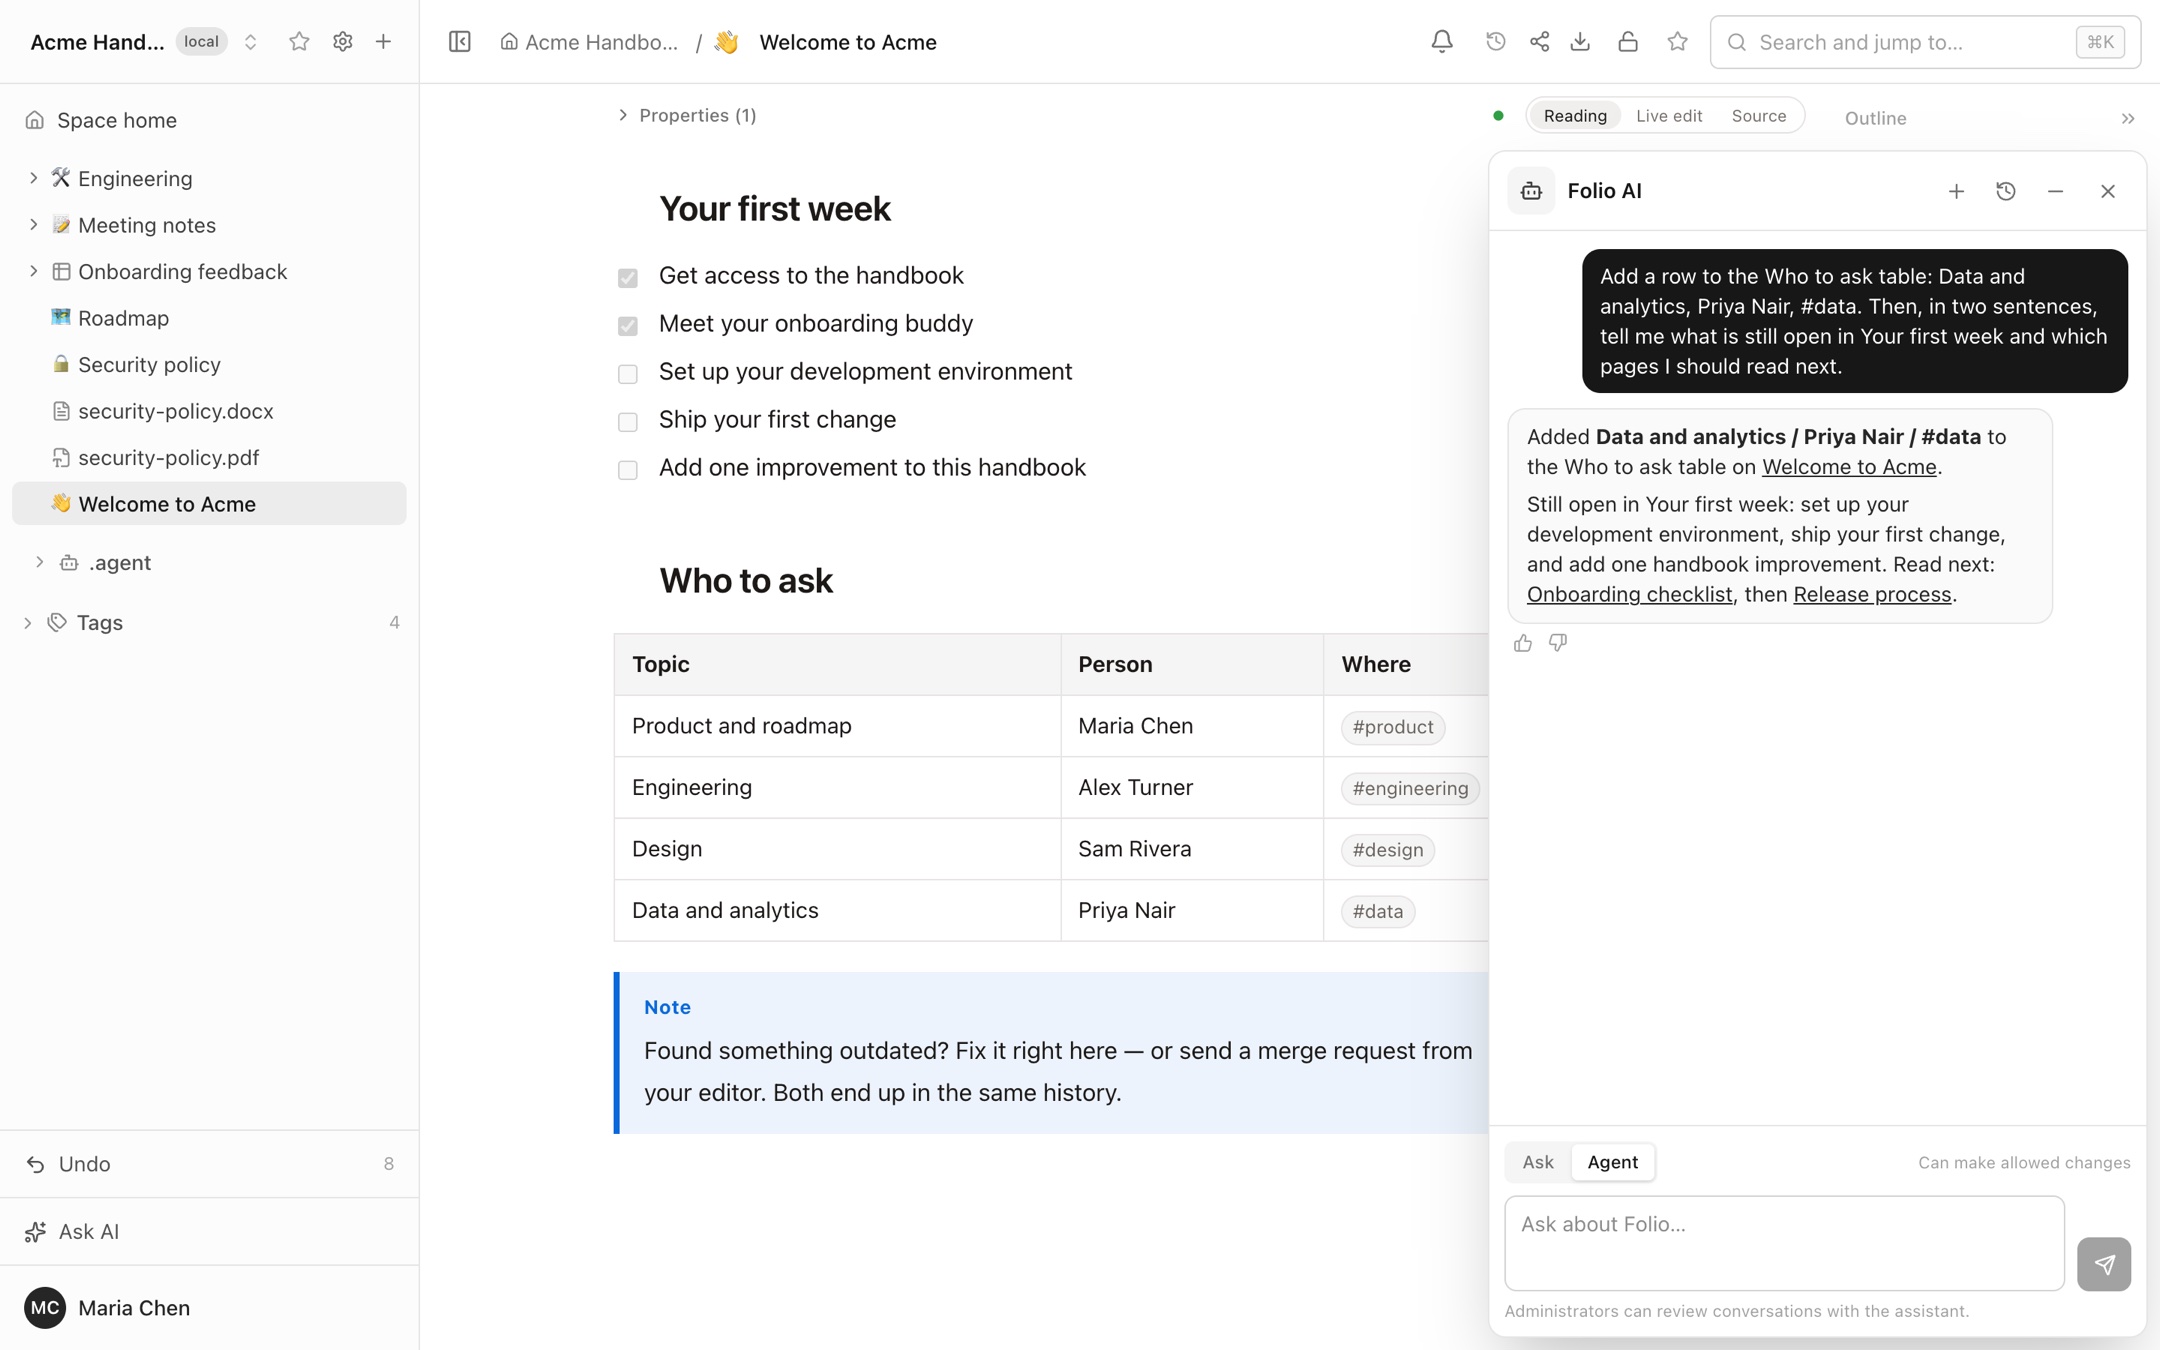 Acme Hand... local
Acme Handbo... / Welcome to Acme
Search and jump to... ⌘K
Space home
Engineering
Meeting notes
Onboarding feedback
Roadmap
Security policy
security-policy.docx
security-policy.pdf
Welcome to Acme
.agent
Tags 4
Undo 8
Ask AI
MC Maria Chen
Properties (1)
Reading Live edit Source
Outline
Your first week
Get access to the handbook
Meet your onboarding buddy
Set up your development environment
Ship your first change
Add one improvement to this handbook
Who to ask
Topic Person Where
Product and roadmap Maria Chen #product
Engineering Alex Turner #engineering
Design Sam Rivera #design
Data and analytics Priya Nair #data
Note
Found something outdated? Fix it right here — or send a merge request from
your editor. Both end up in the same history.
Folio AI
Add a row to the Who to ask table: Data and
analytics, Priya Nair, #data. Then, in two sentences,
tell me what is still open in Your first week and which
pages I should read next.
Added Data and analytics / Priya Nair / #data to
the Who to ask table on Welcome to Acme.
Still open in Your first week: set up your
development environment, ship your first change,
and add one handbook improvement. Read next:
Onboarding checklist, then Release process.
Ask Agent Can make allowed changes
Ask about Folio...
Administrators can review conversations with the assistant.